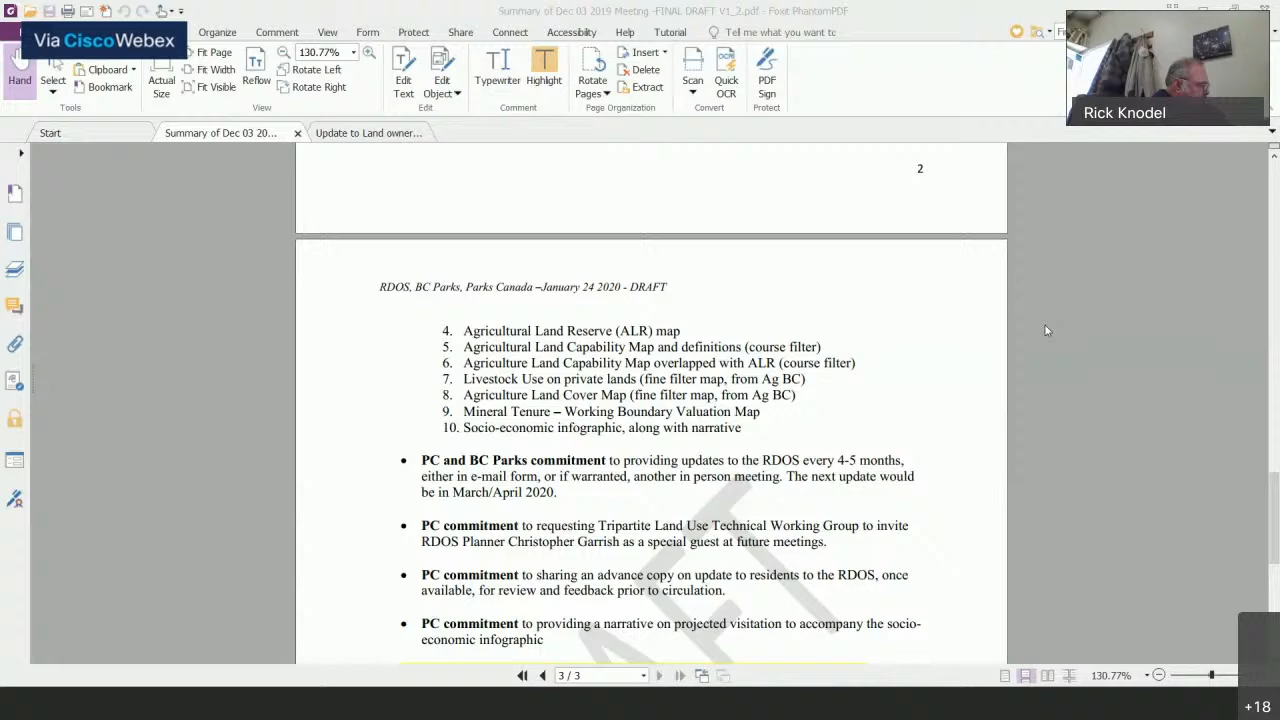 Summary of Dec 03 2019 Meeting -FINAL DRAFT V1_2.pdf - Foxit PhantomPDF
Via CiscoWebex
Organize Comment View Form Protect Share Connect Accessibility Help Tutorial Tell me what you want tc
Hand
Select
Clipboard
Bookmark
Tools
Actual Size
Fit Page
Fit Width
Fit Visible
Reflow
130.77%
Rotate Left
Rotate Right
View
Edit Text
Edit Object
Edit
Typewriter
Highlight
Comment
Rotate Pages
Insert
Delete
Extract
Page Organization
Scan
Quick OCR
Convert
PDF Sign
Protect
Rick Knodel
Start
Summary of Dec 03 20...
Update to Land owner...
2
RDOS, BC Parks, Parks Canada –January 24 2020 - DRAFT
4. Agricultural Land Reserve (ALR) map
5. Agricultural Land Capability Map and definitions (course filter)
6. Agriculture Land Capability Map overlapped with ALR (course filter)
7. Livestock Use on private lands (fine filter map, from Ag BC)
8. Agriculture Land Cover Map (fine filter map, from Ag BC)
9. Mineral Tenure – Working Boundary Valuation Map
10. Socio-economic infographic, along with narrative
• PC and BC Parks commitment to providing updates to the RDOS every 4-5 months,
either in e-mail form, or if warranted, another in person meeting. The next update would
be in March/April 2020.
• PC commitment to requesting Tripartite Land Use Technical Working Group to invite
RDOS Planner Christopher Garrish as a special guest at future meetings.
• PC commitment to sharing an advance copy on update to residents to the RDOS, once
available, for review and feedback prior to circulation.
• PC commitment to providing a narrative on projected visitation to accompany the socio-
economic infographic
3 / 3
130.77%
+18